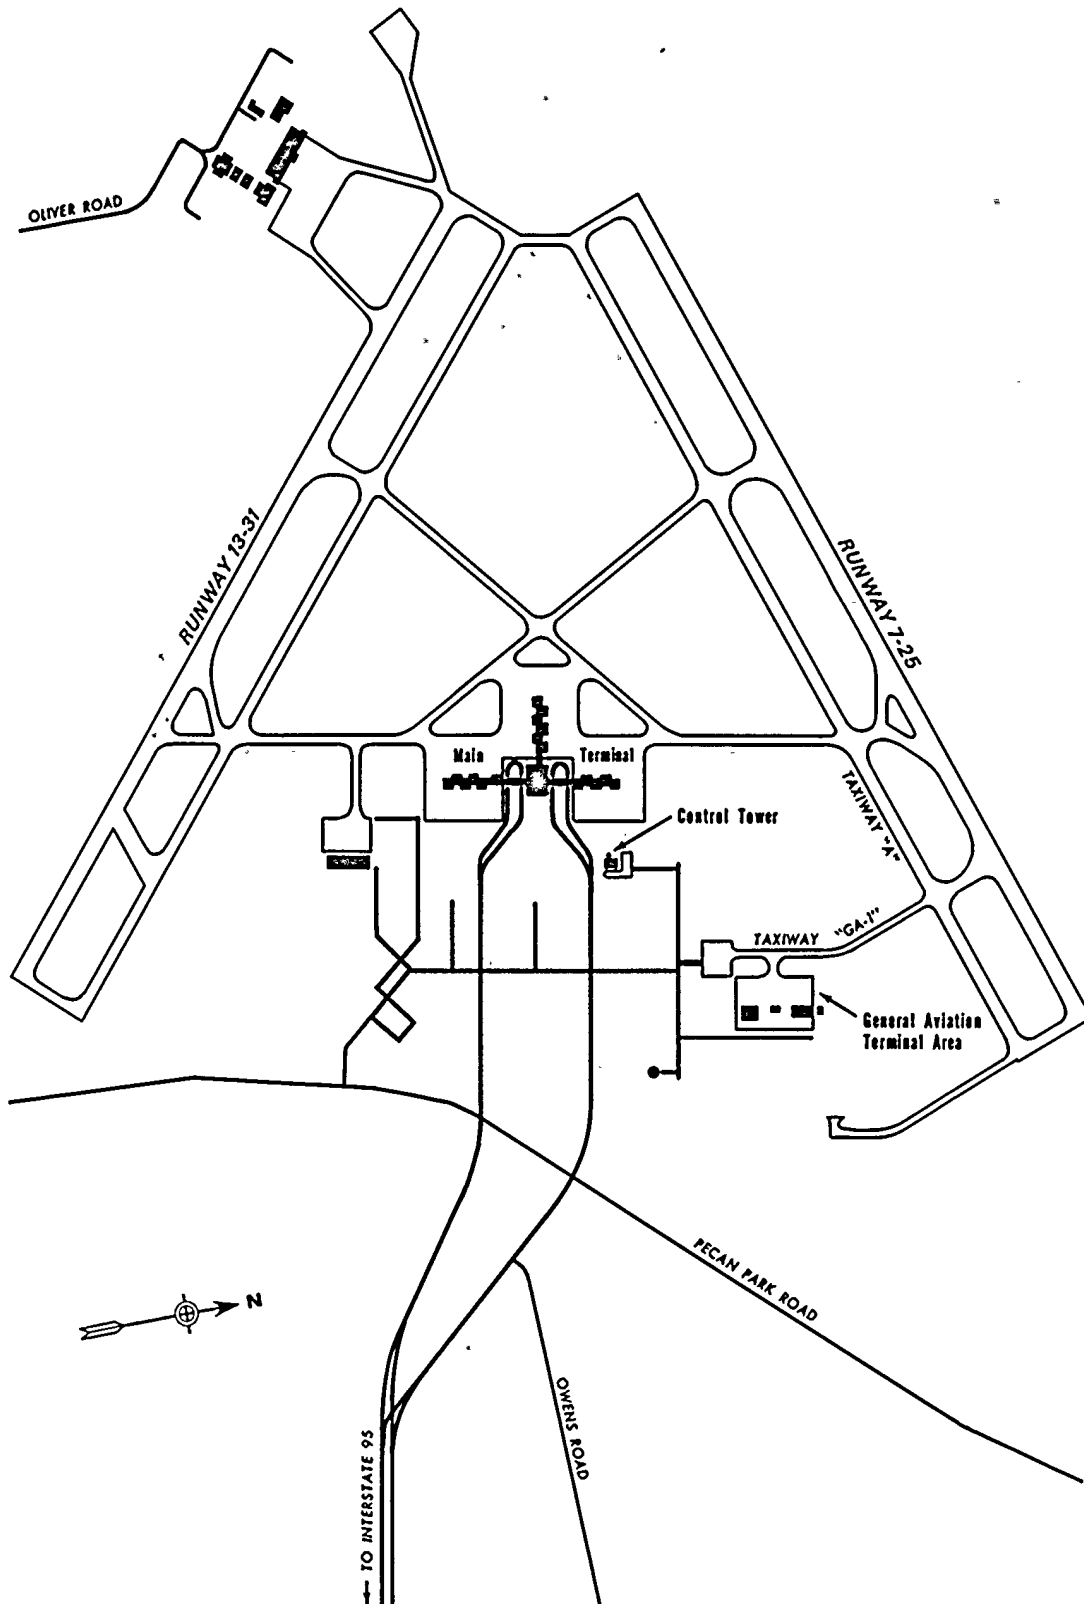 OLIVER ROAD
RUNWAY 13-31
RUNWAY 7-25
Main
Terminal
TAXIWAY "A"
Control Tower
TAXIWAY "GA-1"
General Aviation
Terminal Area
PECAN PARK ROAD
N
OWENS ROAD
TO INTERSTATE 95